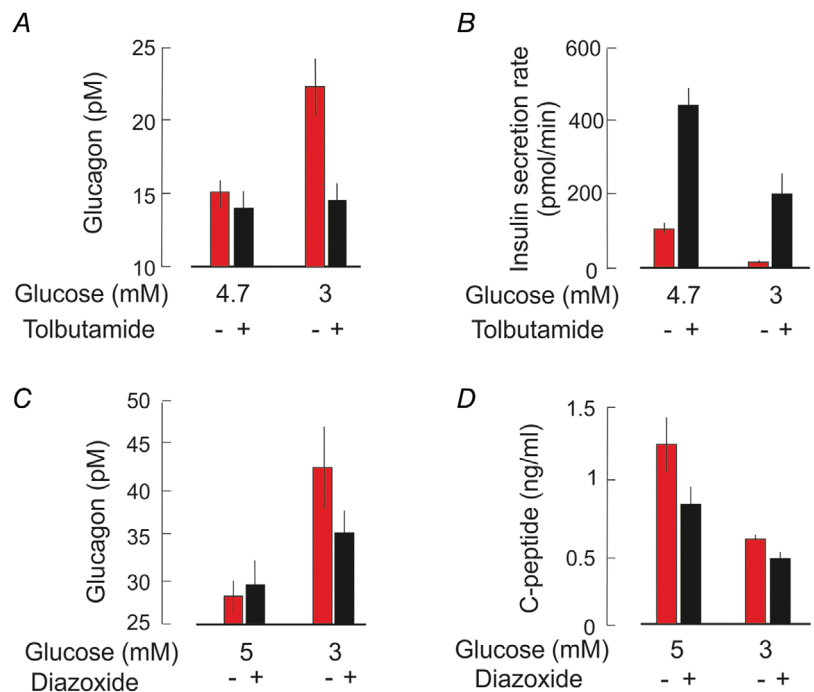 A
Glucagon (pM)
25
20
15
10
Glucose (mM) 4.7 3
Tolbutamide - + - +
B
Insulin secretion rate
(pmol/min)
600
400
200
0
Glucose (mM) 4.7 3
Tolbutamide - + - +
C
Glucagon (pM)
50
45
40
35
30
25
Glucose (mM) 5 3
Diazoxide - + - +
D
C-peptide (ng/ml)
1.5
1
0.5
0
Glucose (mM) 5 3
Diazoxide - + - +